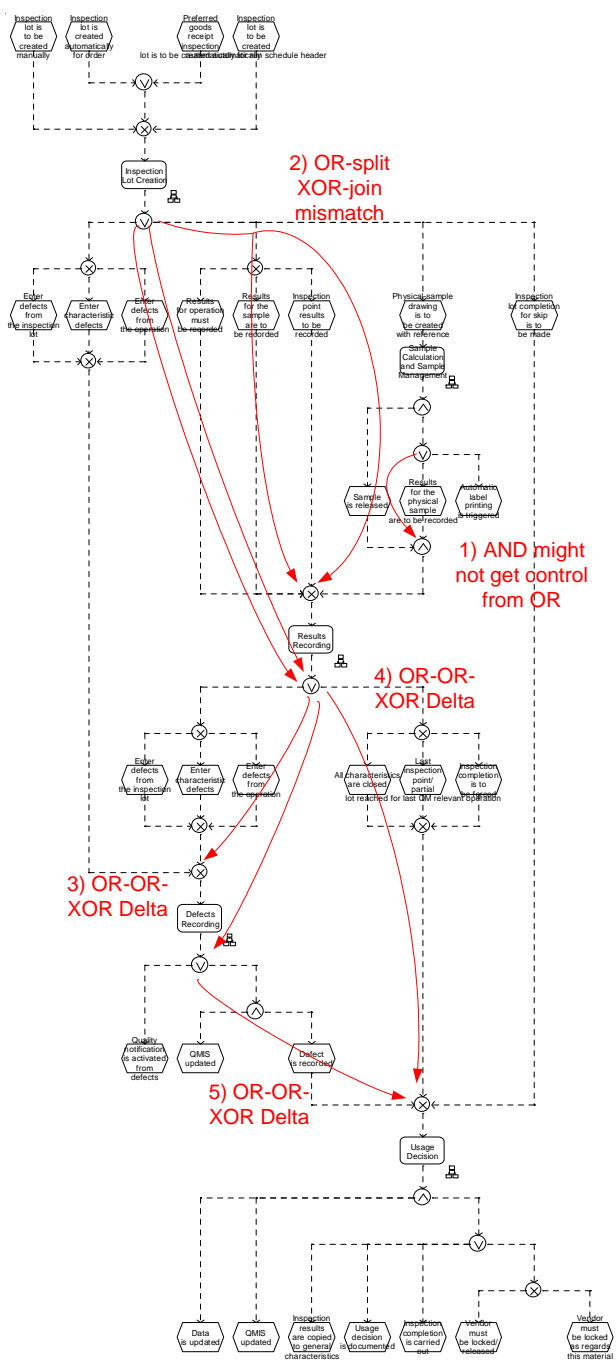 Inspection
lot is
to be
created
manually
Inspection
lot is
created
automatically
for order
Preferred
goods
receipt
inspection
Inspection
lot is
to be
created
lot is to be created
automatically for
schedule header
Inspection
Lot Creation
2) OR-split
XOR-join
mismatch
Enter
defects
from
the inspection
lot
Enter
characteristic
defects
Enter
defects
from
the operation
Results
for operation
must
be recorded
Results
for the
sample
are to
be recorded
Inspection
point
results
to be
recorded
Physical-sample
drawing
is to
be created
with reference
Inspection
lot completion
for skip
is to
be made
Sample
Calculation
and Sample
Management
Sample
is released
Results
for the
physical
sample
are to be recorded
Automatic
label
printing
is triggered
1) AND might
not get control
from OR
Results
Recording
4) OR-OR-
XOR Delta
Enter
defects
from
the inspection
lot
Enter
characteristic
defects
Enter
defects
from
the operation
All characteristics
are closed
Last
inspection
point/
partial
lot reached for last QM relevant operation
Inspection
completion
is to
be forced
3) OR-OR-
XOR Delta
Defects
Recording
Quality
notification
is activated
from
defects
QMIS
updated
Defect
is recorded
5) OR-OR-
XOR Delta
Usage
Decision
Data
is updated
QMIS
updated
Inspection
results
are copied
to general
characteristics
Usage
decision
is documented
Inspection
completion
is carried
out
Vendor
must
be locked/
released
Vendor
must
be locked
as regards
this material